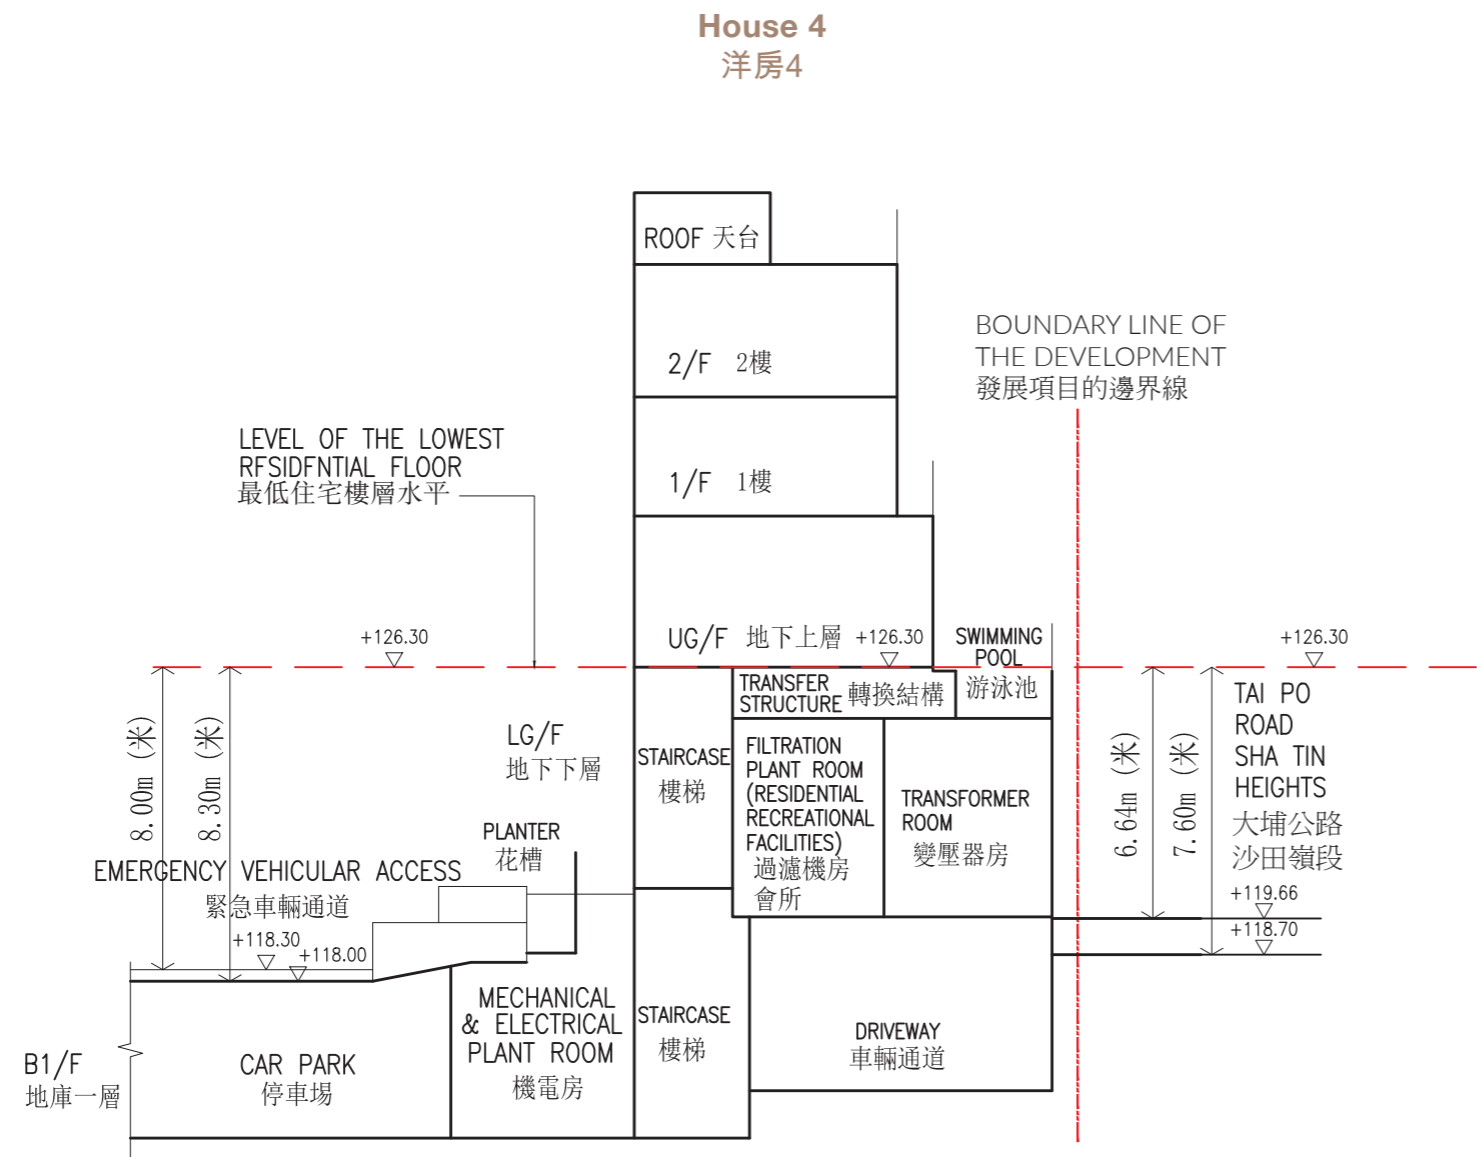 House 4
洋房4
ROOF 天台
2/F 2樓
BOUNDARY LINE OF
THE DEVELOPMENT
發展項目的邊界線
LEVEL OF THE LOWEST
RFSIDFNTIAL FLOOR
最低住宅樓層水平
1/F 1樓
+126.30
UG/F 地下上層 +126.30
SWIMMING
POOL
游泳池
+126.30
TRANSFER
STRUCTURE 轉換結構
TAI PO
ROAD
SHA TIN
HEIGHTS
大埔公路
沙田嶺段
8.00m (米)
8.30m (米)
LG/F
地下下層
STAIRCASE
樓梯
FILTRATION
PLANT ROOM
(RESIDENTIAL
RECREATIONAL
FACILITIES)
過濾機房
會所
TRANSFORMER
ROOM
變壓器房
6.64m (米)
7.60m (米)
PLANTER
花槽
EMERGENCY VEHICULAR ACCESS
緊急車輛通道
+119.66
+118.70
+118.30
+118.00
MECHANICAL
& ELECTRICAL
PLANT ROOM
機電房
STAIRCASE
樓梯
DRIVEWAY
車輛通道
B1/F
地庫一層
CAR PARK
停車場